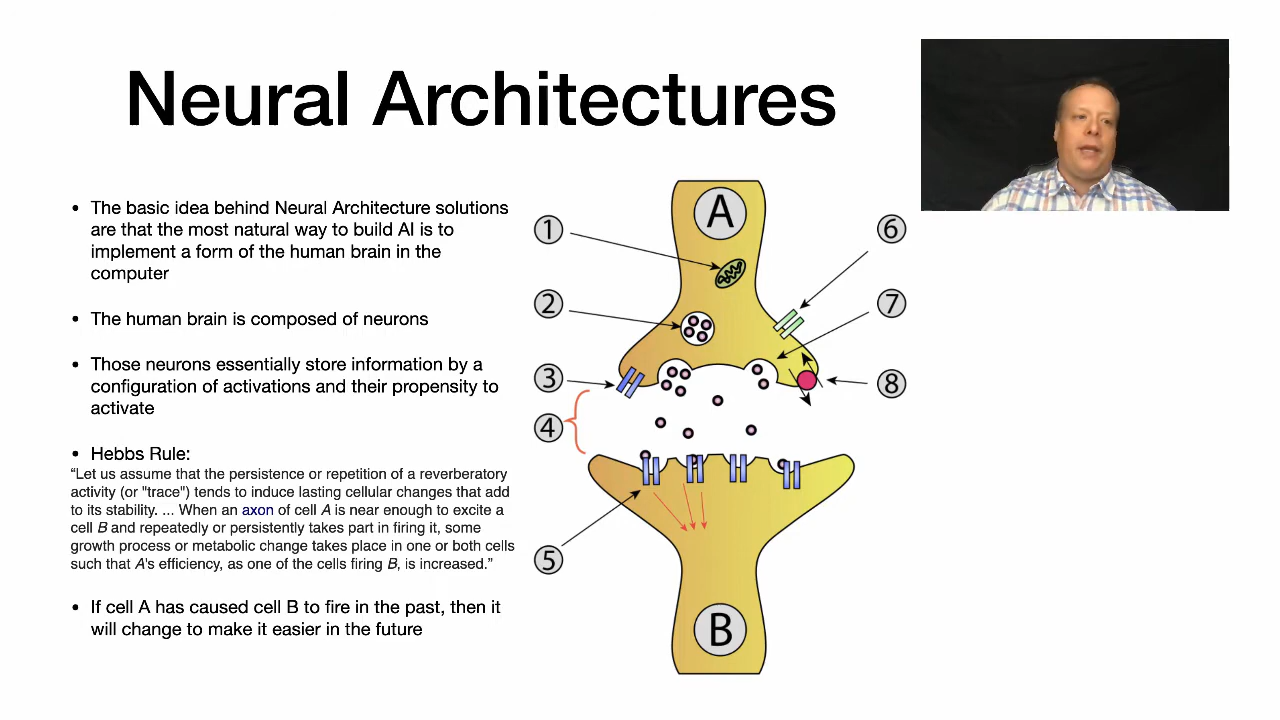 Neural Architectures
• The basic idea behind Neural Architecture solutions
are that the most natural way to build AI is to
implement a form of the human brain in the
computer
• The human brain is composed of neurons
• Those neurons essentially store information by a
configuration of activations and their propensity to
activate
• Hebbs Rule:
“Let us assume that the persistence or repetition of a reverberatory
activity (or "trace") tends to induce lasting cellular changes that add
to its stability. ... When an axon of cell A is near enough to excite a
cell B and repeatedly or persistently takes part in firing it, some
growth process or metabolic change takes place in one or both cells
such that A's efficiency, as one of the cells firing B, is increased.”
• If cell A has caused cell B to fire in the past, then it
will change to make it easier in the future
A
1
2
3
4
5
6
7
8
B